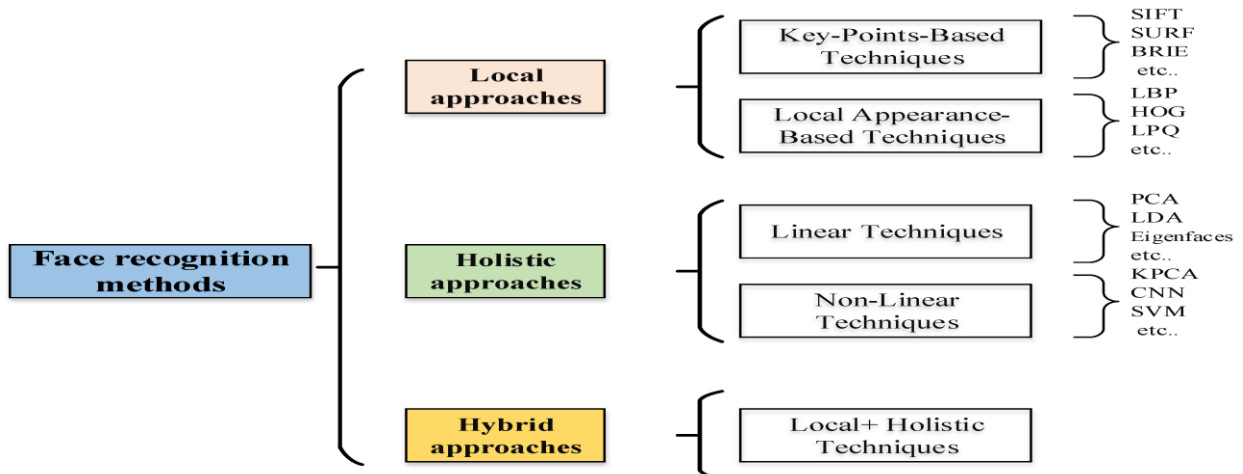 Face recognition
methods
Local
approaches
Key-Points-Based
Techniques
SIFT
SURF
BRIE
etc..
Local Appearance-
Based Techniques
LBP
HOG
LPQ
etc..
Holistic
approaches
Linear Techniques
PCA
LDA
Eigenfaces
etc..
Non-Linear
Techniques
KPCA
CNN
SVM
etc..
Hybrid
approaches
Local+ Holistic
Techniques